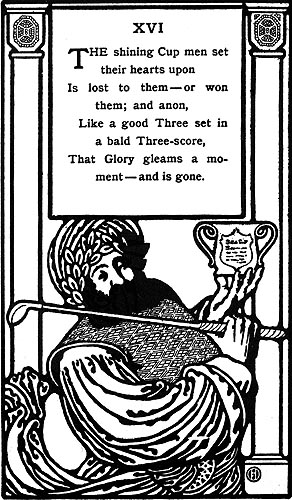 XVI
THE shining Cup men set
their hearts upon
Is lost to them—or won
them; and anon,
Like a good Three set in
a bald Three-score,
That Glory gleams a mo-
ment—and is gone.